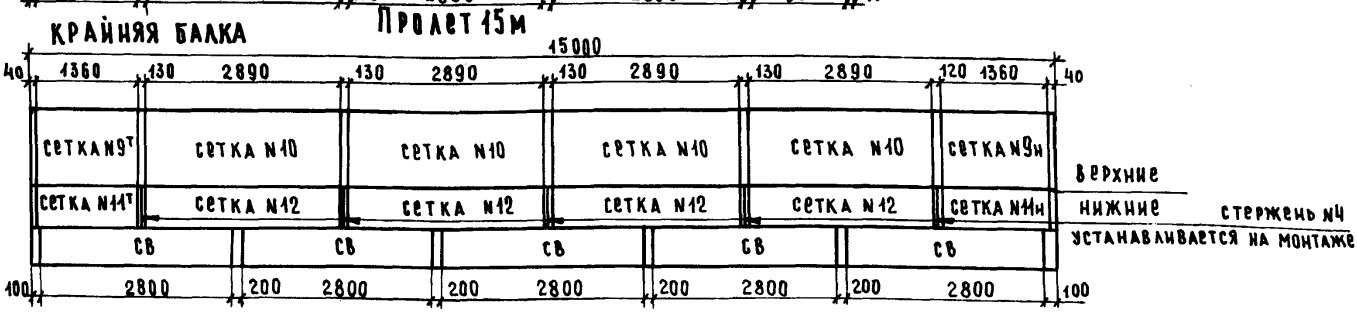 ПРОЛЕТ 15М
КРАЙНЯЯ БАЛКА
15000
40 1360 130 2890 130 2890 130 2890 130 2890 120 1360 40
СЕТКА N9Т СЕТКА N10 СЕТКА N10 СЕТКА N10 СЕТКА N10 СЕТКА N9Н
ВЕРХНИЕ
СЕТКА N11Т СЕТКА N12 СЕТКА N12 СЕТКА N12 СЕТКА N12 СЕТКА N11Н НИЖНИЕ СТЕРЖЕНЬ N4
УСТАНАВЛИВАЕТСЯ НА МОНТАЖЕ
СВ СВ СВ СВ СВ
100 2800 200 2800 200 2800 200 2800 200 2800 100